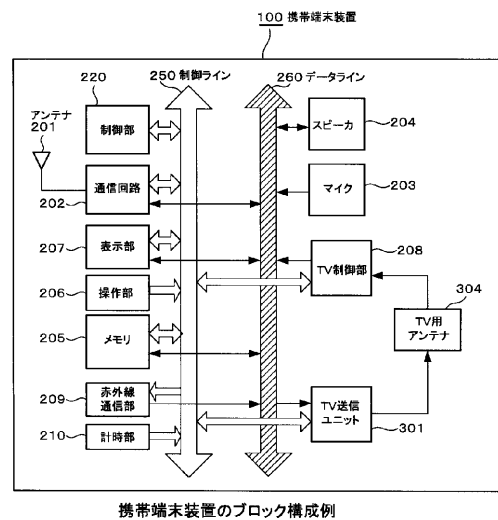 100 携帯端末装置
250 制御ライン
260 データライン
220
制御部
アンテナ
201
スピーカ
204
通信回路
202
マイク
203
表示部
207
208
TV制御部
操作部
206
304
TV用
アンテナ
メモリ
205
赤外線
通信部
209
TV送信
ユニット
301
計時部
210
携帯端末装置のブロック構成例